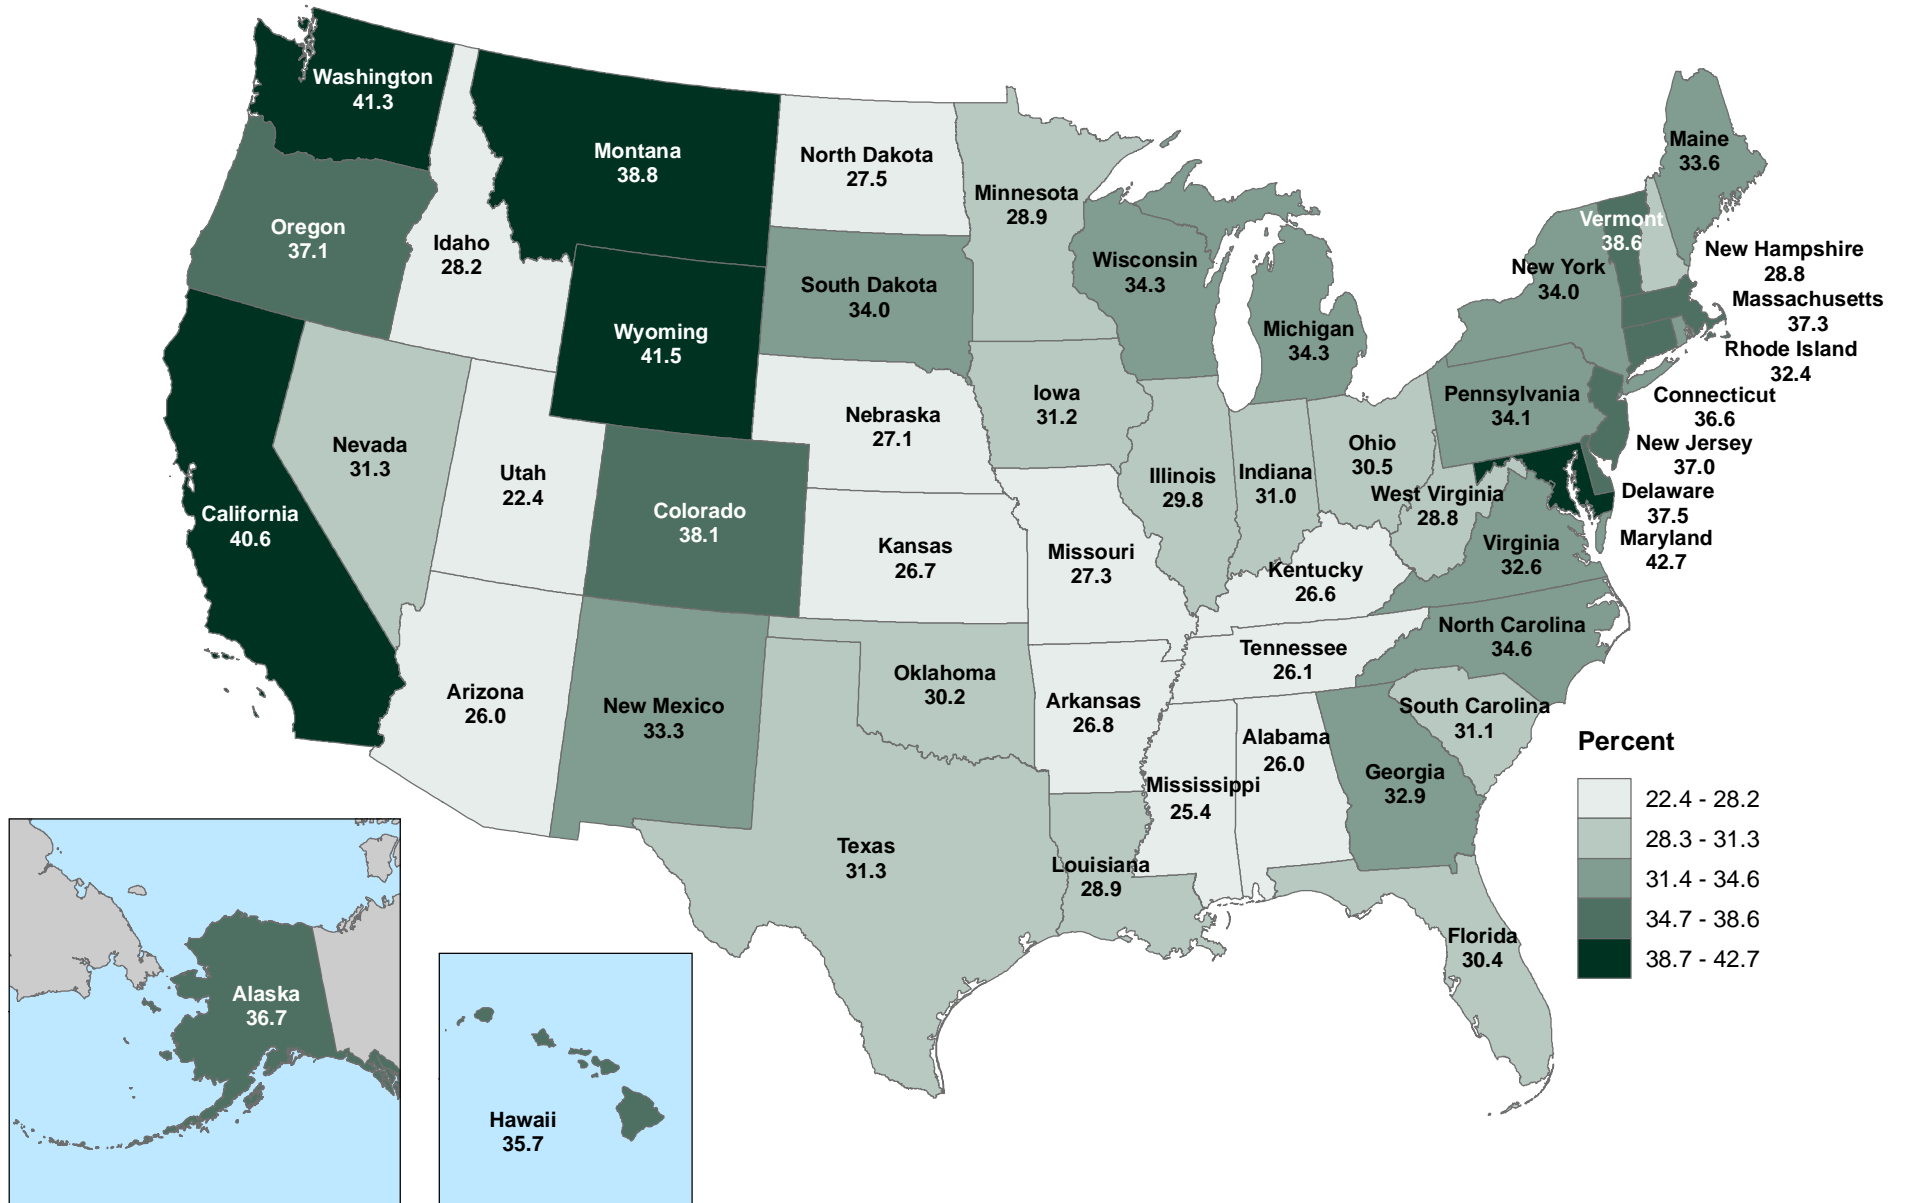 Washington
41.3
Montana
38.8
North Dakota
27.5
Minnesota
28.9
Maine
33.6
Oregon
37.1
Idaho
28.2
Wyoming
41.5
South Dakota
34.0
Wisconsin
34.3
Michigan
34.3
New York
34.0
Vermont
38.6
New Hampshire
28.8
Massachusetts
37.3
Rhode Island
32.4
Connecticut
36.6
New Jersey
37.0
Delaware
37.5
Maryland
42.7
Pennsylvania
34.1
Iowa
31.2
Nebraska
27.1
Nevada
31.3
Utah
22.4
California
40.6
Colorado
38.1
Kansas
26.7
Missouri
27.3
Illinois
29.8
Indiana
31.0
Ohio
30.5
West Virginia
28.8
Virginia
32.6
Kentucky
26.6
North Carolina
34.6
Tennessee
26.1
Arizona
26.0
New Mexico
33.3
Oklahoma
30.2
Arkansas
26.8
South Carolina
31.1
Mississippi
25.4
Alabama
26.0
Georgia
32.9
Texas
31.3
Louisiana
28.9
Florida
30.4
Alaska
36.7
Hawaii
35.7
Percent
22.4 - 28.2
28.3 - 31.3
31.4 - 34.6
34.7 - 38.6
38.7 - 42.7